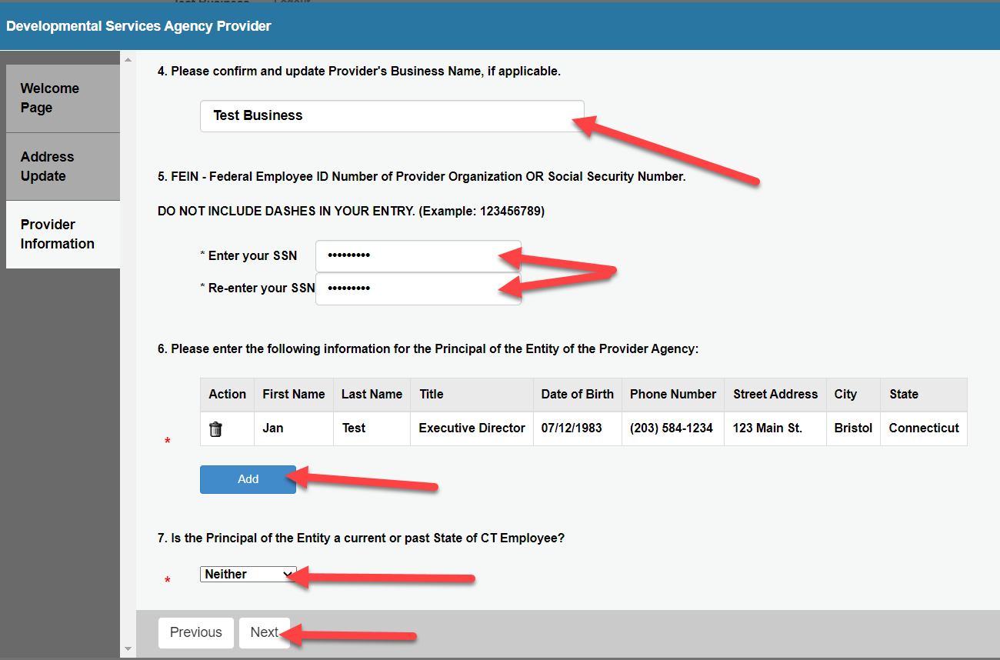 Test Business Logout
Developmental Services Agency Provider
Welcome
Page
Address
Update
Provider
Information
4. Please confirm and update Provider's Business Name, if applicable.
Test Business
5. FEIN - Federal Employee ID Number of Provider Organization OR Social Security Number.
DO NOT INCLUDE DASHES IN YOUR ENTRY. (Example: 123456789)
* Enter your SSN •••••••••
* Re-enter your SSN •••••••••
6. Please enter the following information for the Principal of the Entity of the Provider Agency:
Action First Name Last Name Title Date of Birth Phone Number Street Address City State
Jan Test Executive Director 07/12/1983 (203) 584-1234 123 Main St. Bristol Connecticut
*
Add
7. Is the Principal of the Entity a current or past State of CT Employee?
* Neither
Previous Next